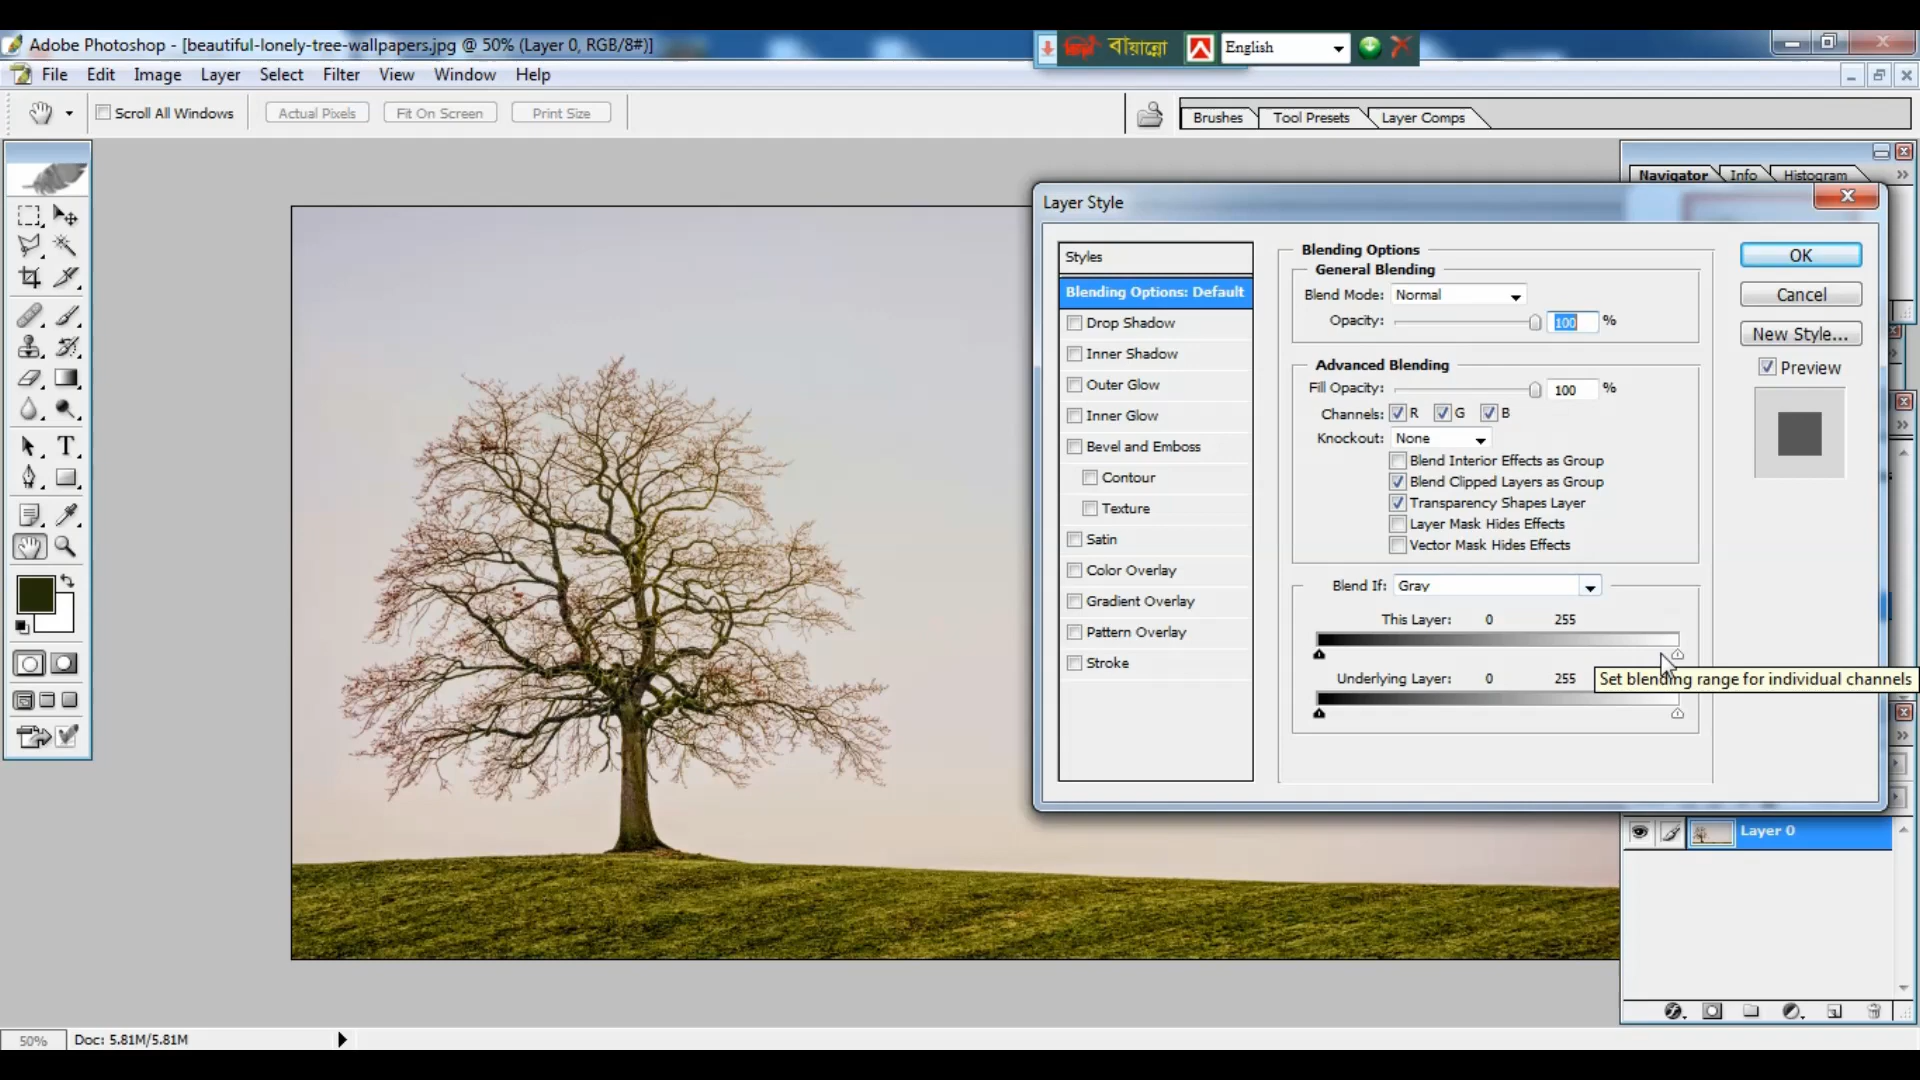 Adobe Photoshop - [beautiful-lonely-tree-wallpapers.jpg @ 50% (Layer 0, RGB/8#)]
বায়ান্নো English
File Edit Image Layer Select Filter View Window Help
Scroll All Windows Actual Pixels Fit On Screen Print Size Brushes Tool Presets Layer Comps
Navigator Info Histogram
Layer Style
Styles
Blending Options: Default
Drop Shadow
Inner Shadow
Outer Glow
Inner Glow
Bevel and Emboss
Contour
Texture
Satin
Color Overlay
Gradient Overlay
Pattern Overlay
Stroke
Blending Options
General Blending
Blend Mode: Normal
Opacity: 100 %
Advanced Blending
Fill Opacity: 100 %
Channels: R G B
Knockout: None
Blend Interior Effects as Group
Blend Clipped Layers as Group
Transparency Shapes Layer
Layer Mask Hides Effects
Vector Mask Hides Effects
Blend If: Gray
This Layer: 0 255
Underlying Layer: 0 255
Set blending range for individual channels
OK
Cancel
New Style...
Preview
T
Layer 0
50% Doc: 5.81M/5.81M